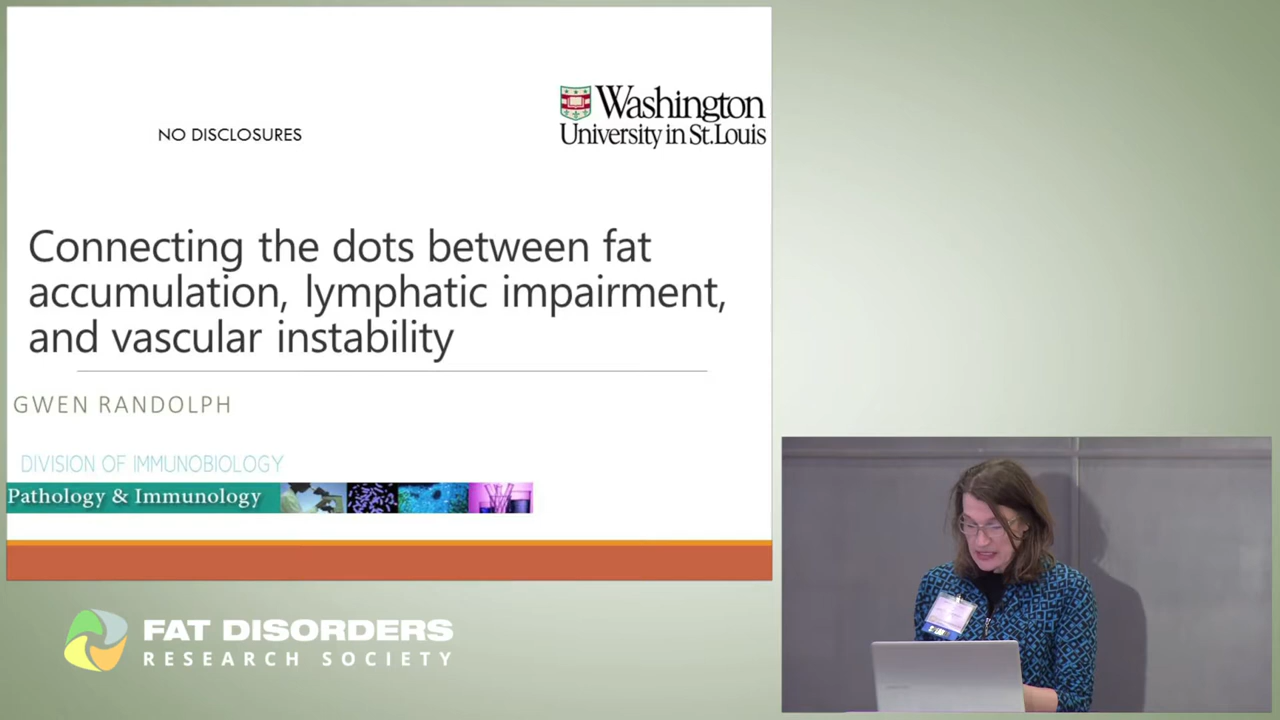 Washington
University in St.Louis
NO DISCLOSURES
Connecting the dots between fat
accumulation, lymphatic impairment,
and vascular instability
GWEN RANDOLPH
DIVISION OF IMMUNOBIOLOGY
Pathology & Immunology
FAT DISORDERS
RESEARCH SOCIETY